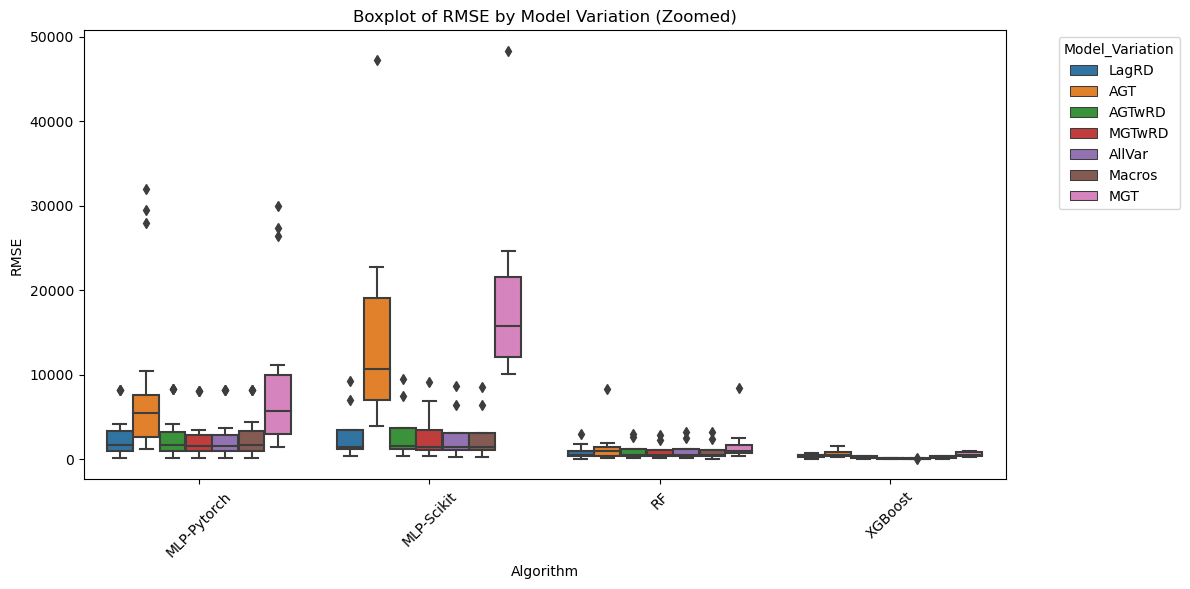 Boxplot of RMSE by Model Variation (Zoomed)
50000
40000
30000
20000
10000
0
RMSE
MLP-Pytorch
MLP-Scikit
RF
XGBoost
Algorithm
Model_Variation
LagRD
AGT
AGTwRD
MGTwRD
AllVar
Macros
MGT